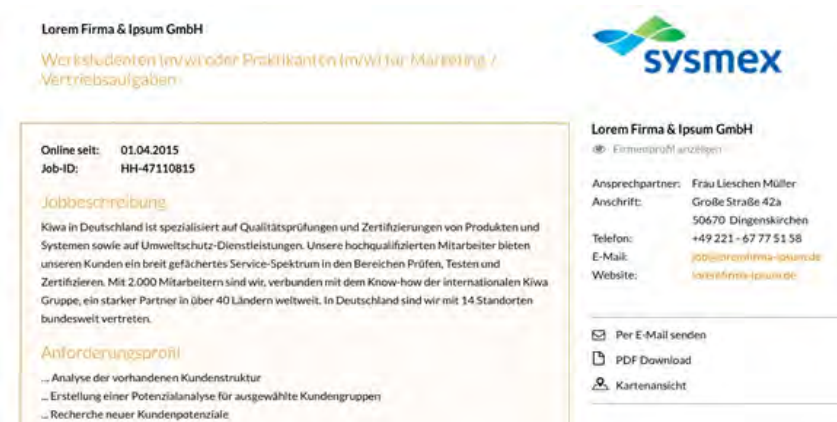 Lorem Firma & Ipsum GmbH
Werkstudenten (m/w) oder Praktikanten (m/w) für Marketing /
Vertriebsaufgaben
Online seit: 01.04.2015
Job-ID: HH-47110815
Jobbeschreibung
Kiwa in Deutschland ist spezialisiert auf Qualitätsprüfungen und Zertifizierungen von Produkten und
Systemen sowie auf Umweltschutz-Dienstleistungen. Unsere hochqualifizierten Mitarbeiter bieten
unseren Kunden ein breit gefächertes Service-Spektrum in den Bereichen Prüfen, Testen und
Zertifizieren. Mit 2.000 Mitarbeitern sind wir, verbunden mit dem Know-how der internationalen Kiwa
Gruppe, ein starker Partner in über 40 Ländern weltweit. In Deutschland sind wir mit 14 Standorten
bundesweit vertreten.
Anforderungsprofil
... Analyse der vorhandenen Kundenstruktur
... Erstellung einer Potenzialanalyse für ausgewählte Kundengruppen
... Recherche neuer Kundenpotenziale
sysmex
Lorem Firma & Ipsum GmbH
Firmenprofil anzeigen
Ansprechpartner: Frau Lieschen Müller
Anschrift: Große Straße 42a
50670 Dingenskirchen
Telefon: +49 221 - 67 77 51 58
E-Mail: job@loremfirma-ipsum.de
Website: loremfirma-ipsum.de
Per E-Mail senden
PDF Download
Kartenansicht